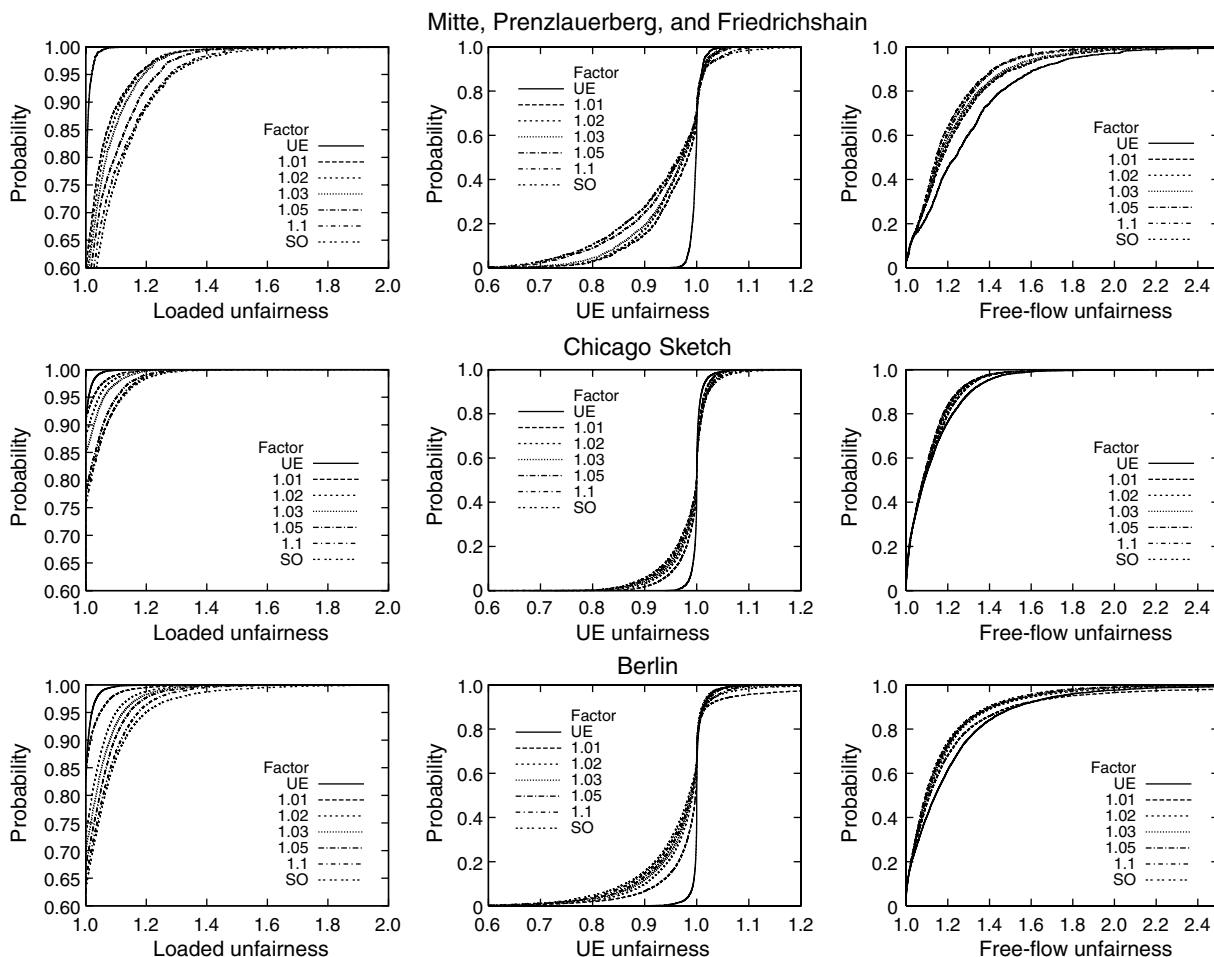 Mitte, Prenzlauerberg, and Friedrichshain
Probability
1.00
0.95
0.90
0.85
0.80
0.75
0.70
0.65
0.60
Factor
UE
1.01
1.02
1.03
1.05
1.1
SO
1.0 1.2 1.4 1.6 1.8 2.0
Loaded unfairness
Probability
1.0
0.8
0.6
0.4
0.2
0
Factor
UE
1.01
1.02
1.03
1.05
1.1
SO
0.6 0.7 0.8 0.9 1.0 1.1 1.2
UE unfairness
Probability
1.0
0.8
0.6
0.4
0.2
0
Factor
UE
1.01
1.02
1.03
1.05
1.1
SO
1.0 1.2 1.4 1.6 1.8 2.0 2.2 2.4
Free-flow unfairness
Chicago Sketch
Probability
1.00
0.95
0.90
0.85
0.80
0.75
0.70
0.65
0.60
Factor
UE
1.01
1.02
1.03
1.05
1.1
SO
1.0 1.2 1.4 1.6 1.8 2.0
Loaded unfairness
Probability
1.0
0.8
0.6
0.4
0.2
0
Factor
UE
1.01
1.02
1.03
1.05
1.1
SO
0.6 0.7 0.8 0.9 1.0 1.1 1.2
UE unfairness
Probability
1.0
0.8
0.6
0.4
0.2
0
Factor
UE
1.01
1.02
1.03
1.05
1.1
SO
1.0 1.2 1.4 1.6 1.8 2.0 2.2 2.4
Free-flow unfairness
Berlin
Probability
1.00
0.95
0.90
0.85
0.80
0.75
0.70
0.65
0.60
Factor
UE
1.01
1.02
1.03
1.05
1.1
SO
1.0 1.2 1.4 1.6 1.8 2.0
Loaded unfairness
Probability
1.0
0.8
0.6
0.4
0.2
0
Factor
UE
1.01
1.02
1.03
1.05
1.1
SO
0.6 0.7 0.8 0.9 1.0 1.1 1.2
UE unfairness
Probability
1.0
0.8
0.6
0.4
0.2
0
Factor
UE
1.01
1.02
1.03
1.05
1.1
SO
1.0 1.2 1.4 1.6 1.8 2.0 2.2 2.4
Free-flow unfairness